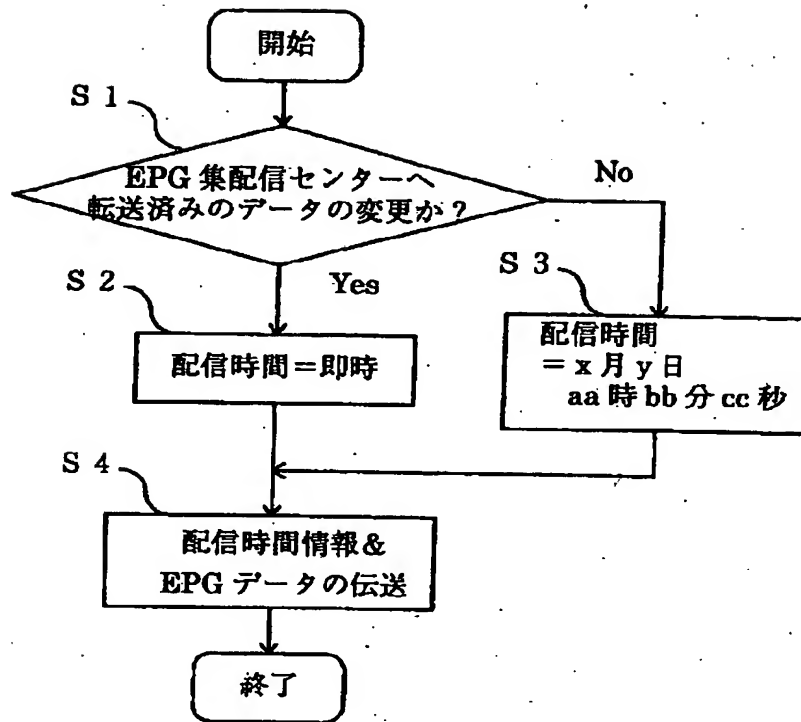 開始
S 1
EPG 集配信センターへ
転送済みのデータの変更か？
No
S 2
Yes
S 3
配信時間＝即時
配信時間
＝ x 月 y 日
aa 時 bb 分 cc 秒
S 4
配信時間情報&
EPG データの伝送
終了